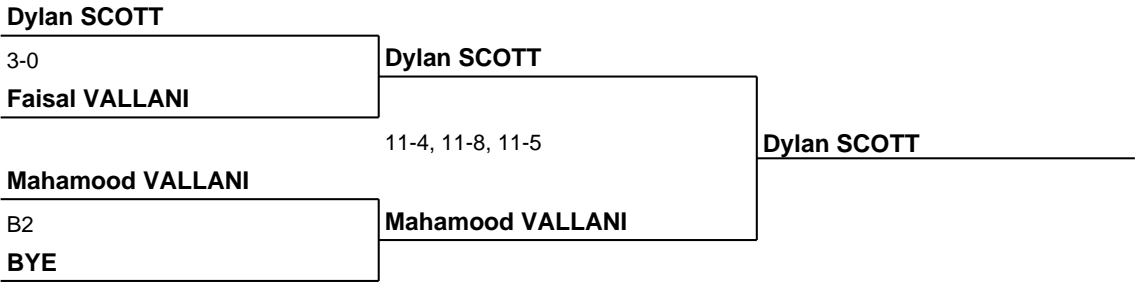 Dylan SCOTT
3-0
Faisal VALLANI
Dylan SCOTT
11-4, 11-8, 11-5
Dylan SCOTT
Mahamood VALLANI
B2
BYE
Mahamood VALLANI